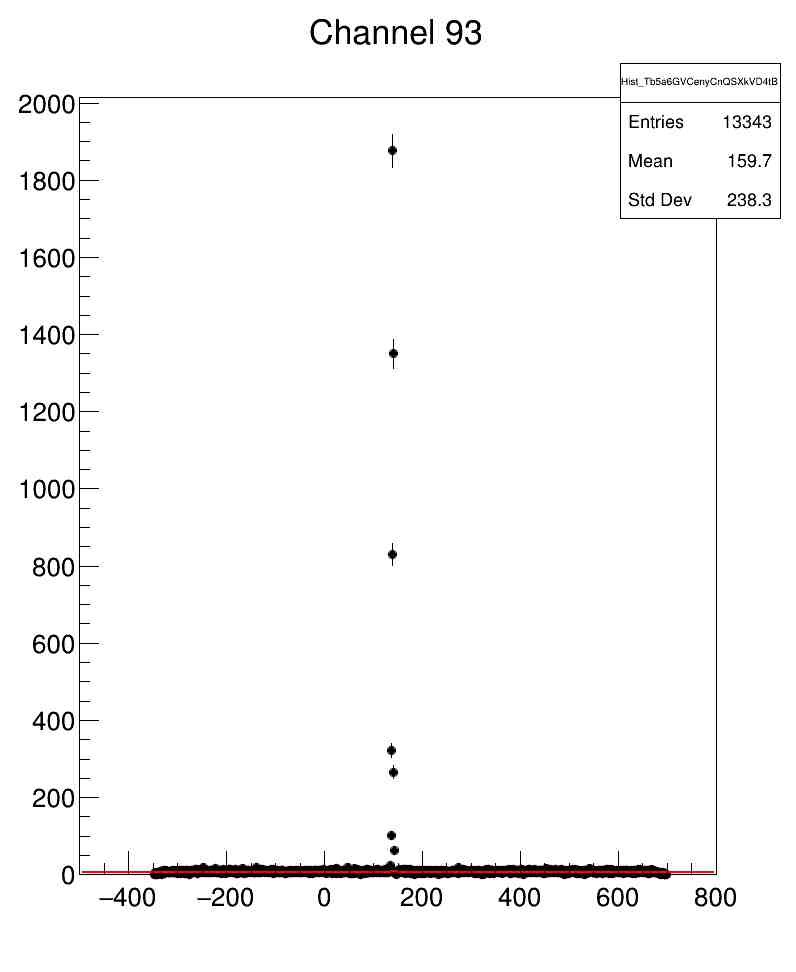 Channel 93
Hist_Tb5a6GVCenyCnQSXkVD4tB
Entries 13343
Mean 159.7
Std Dev 238.3
2000
1800
1600
1400
1200
1000
800
600
400
200
0
−400 −200 0 200 400 600 800